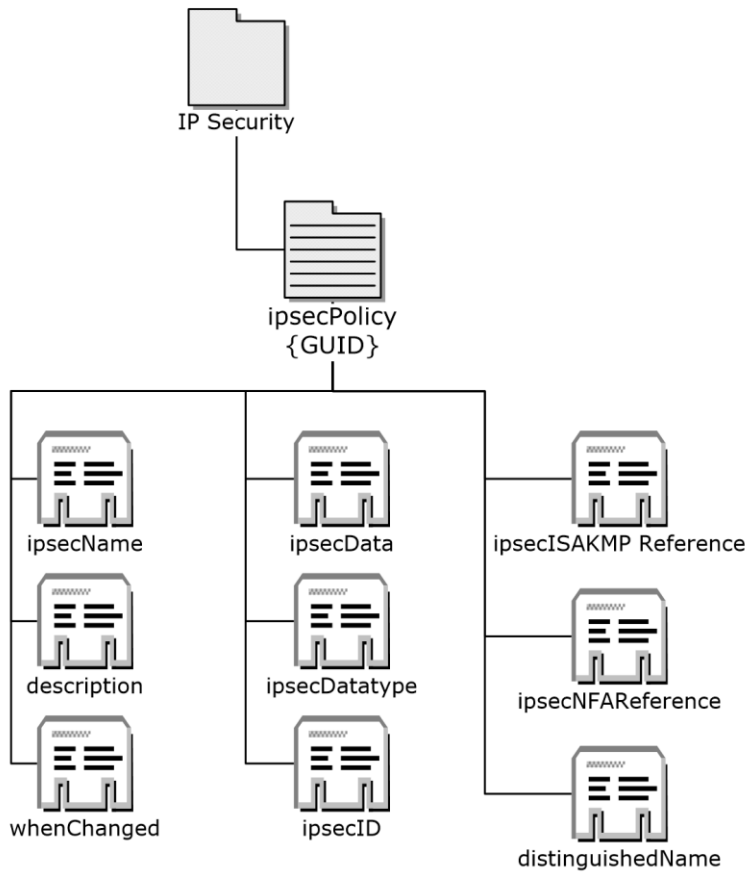 IP Security
ipsecPolicy
{GUID}
ipsecName
ipsecData
ipsecISAKMP Reference
description
ipsecDatatype
ipsecNFAReference
whenChanged
ipsecID
distinguishedName